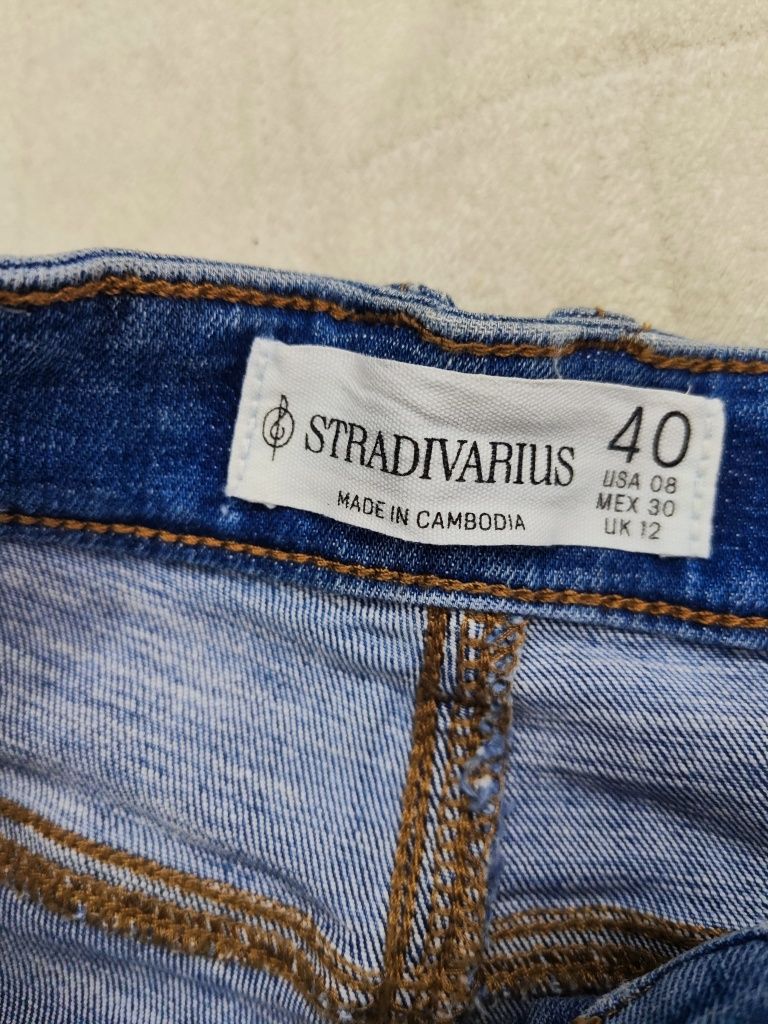 STRADIVARIUS
MADE IN CAMBODIA
40
USA 08
MEX 30
UK 12